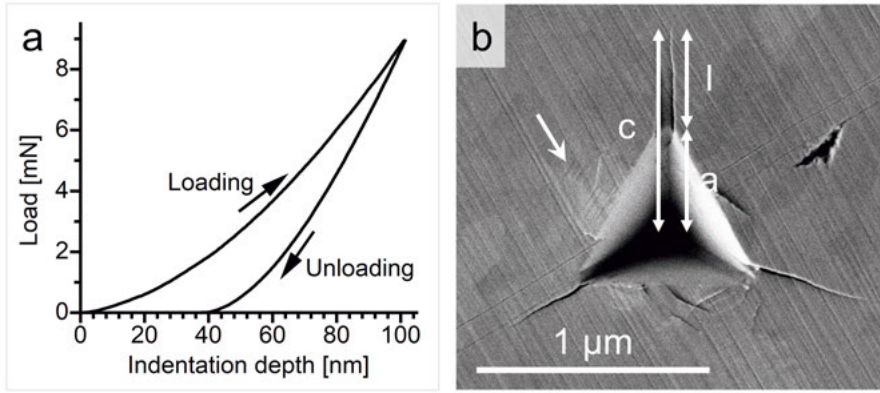 a
Load [mN]
8
6
4
2
0
0 20 40 60 80 100
Indentation depth [nm]
Loading
Unloading
b
l
c
a
1 µm